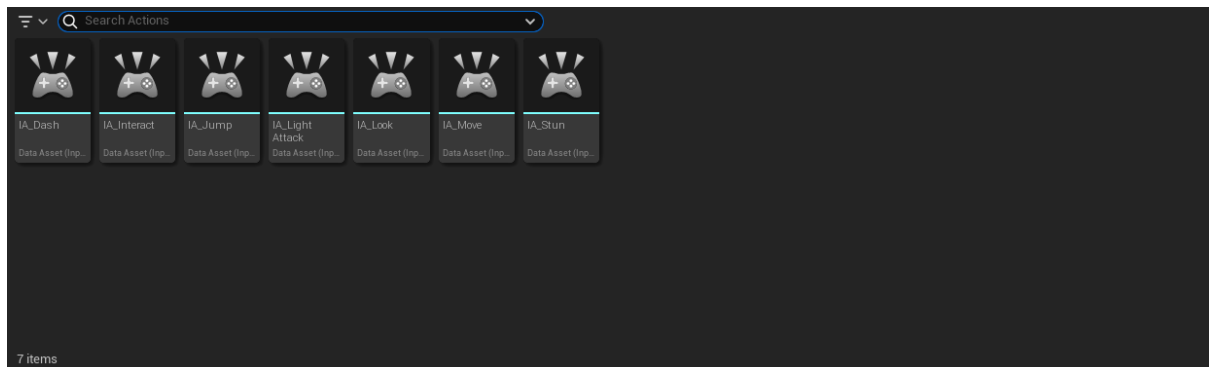 Search Actions
IA_Dash
IA_Interact
IA_Jump
IA_Light
Attack
IA_Look
IA_Move
IA_Stun
Data Asset (Inp...
Data Asset (Inp...
Data Asset (Inp...
Data Asset (Inp...
Data Asset (Inp...
Data Asset (Inp...
Data Asset (Inp...
7 items